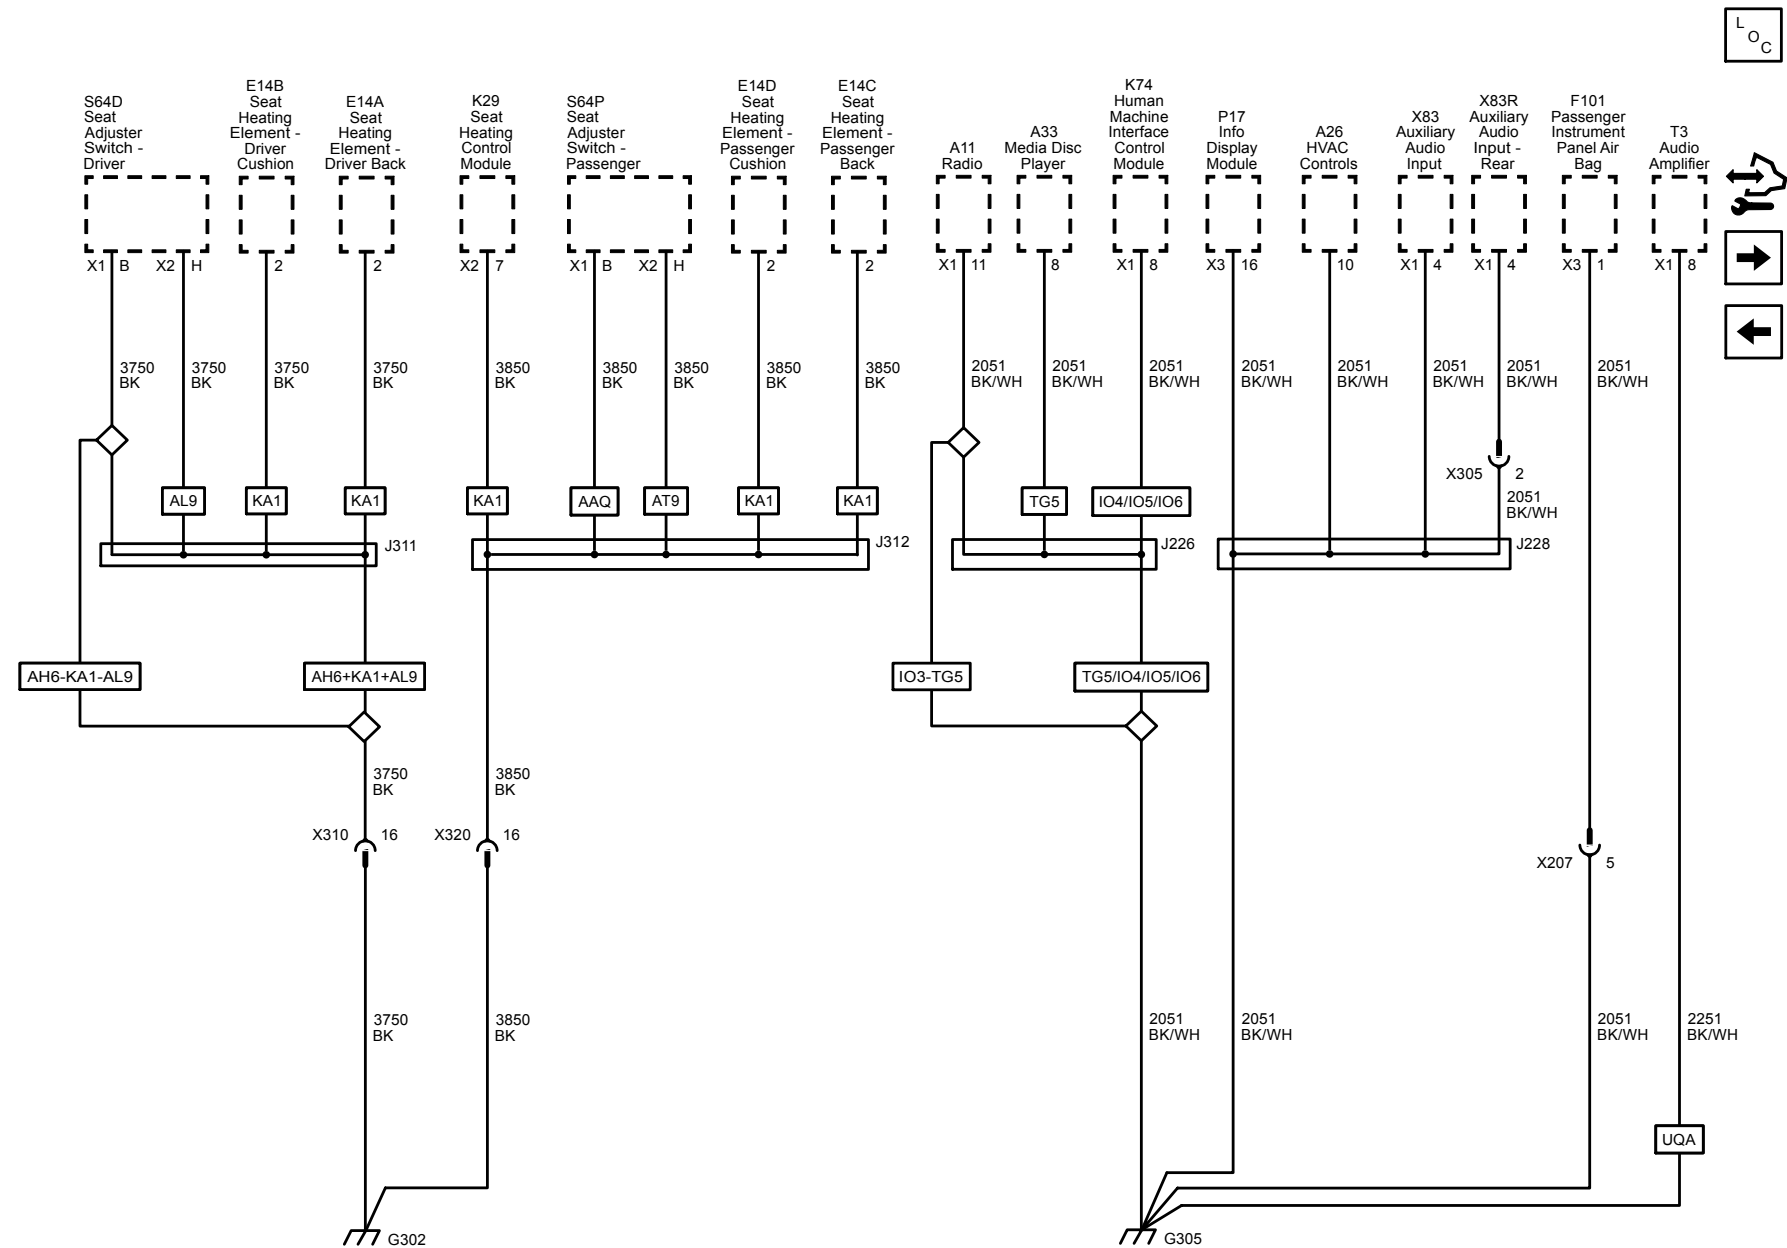 L
O
C
S64D
Seat
Adjuster
Switch -
Driver
E14B
Seat
Heating
Element -
Driver
Cushion
E14A
Seat
Heating
Element -
Driver Back
K29
Seat
Heating
Control
Module
S64P
Seat
Adjuster
Switch -
Passenger
E14D
Seat
Heating
Element -
Passenger
Cushion
E14C
Seat
Heating
Element -
Passenger
Back
A11
Radio
A33
Media Disc
Player
K74
Human
Machine
Interface
Control
Module
P17
Info
Display
Module
A26
HVAC
Controls
X83
Auxiliary
Audio
Input
X83R
Auxiliary
Audio
Input -
Rear
F101
Passenger
Instrument
Panel Air
Bag
T3
Audio
Amplifier
X1 B X2 H 2 2 X2 7 X1 B X2 H 2 2 X1 11 8 X1 8 X3 16 10 X1 4 X1 4 X3 1 X1 8
3750 3750 3750 3750 3850 3850 3850 3850 3850 2051 2051 2051 2051 2051 2051 2051 2051
BK BK BK BK BK BK BK BK BK BK/WH BK/WH BK/WH BK/WH BK/WH BK/WH BK/WH BK/WH
X305 2
AL9 KA1 KA1 KA1 AAQ AT9 KA1 KA1 TG5 IO4/IO5/IO6 2051
BK/WH
J311 J312 J226 J228
AH6-KA1-AL9 AH6+KA1+AL9 IO3-TG5 TG5/IO4/IO5/IO6
3750 3850
BK BK
X310 16 X320 16
X207 5
3750 3850 2051 2051 2051 2251
BK BK BK/WH BK/WH BK/WH BK/WH
UQA
G302 G305